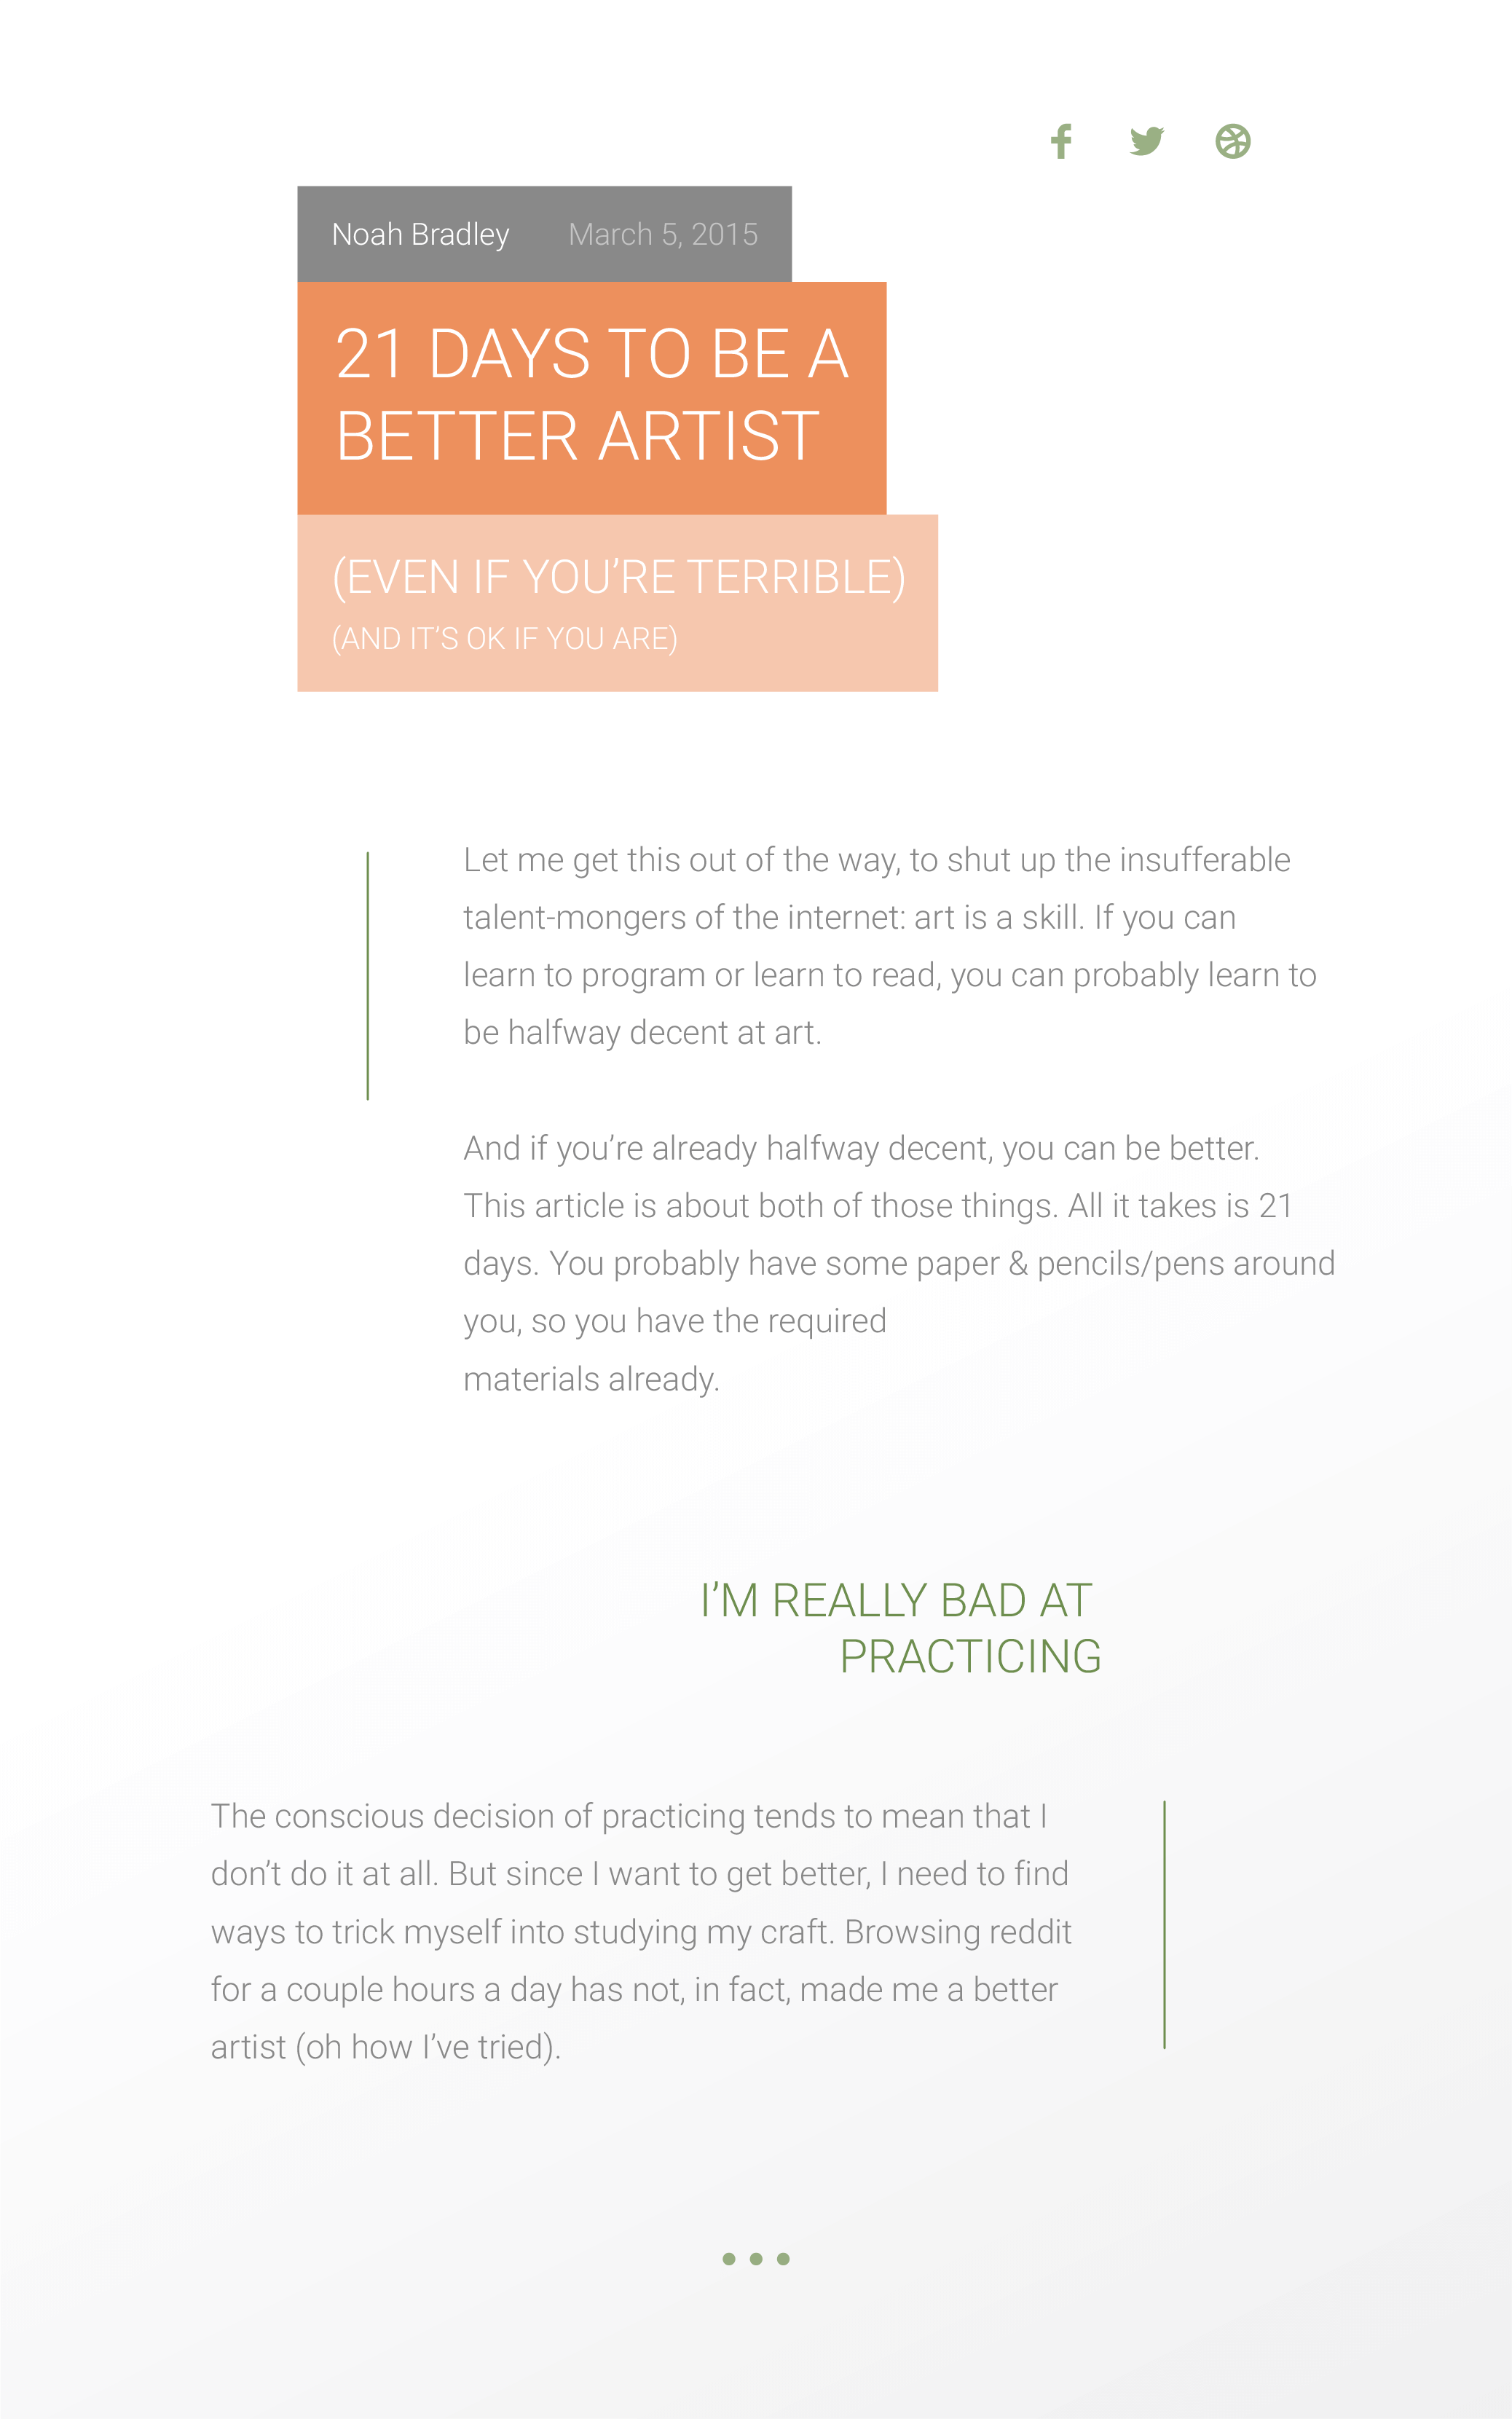 Noah Bradley March 5, 2015
21 DAYS TO BE A
BETTER ARTIST
(EVEN IF YOU’RE TERRIBLE)
(AND IT’S OK IF YOU ARE)
Let me get this out of the way, to shut up the insufferable
talent-mongers of the internet: art is a skill. If you can
learn to program or learn to read, you can probably learn to
be halfway decent at art.
And if you’re already halfway decent, you can be better.
This article is about both of those things. All it takes is 21
days. You probably have some paper & pencils/pens around
you, so you have the required
materials already.
I’M REALLY BAD AT
PRACTICING
The conscious decision of practicing tends to mean that I
don’t do it at all. But since I want to get better, I need to find
ways to trick myself into studying my craft. Browsing reddit
for a couple hours a day has not, in fact, made me a better
artist (oh how I’ve tried).